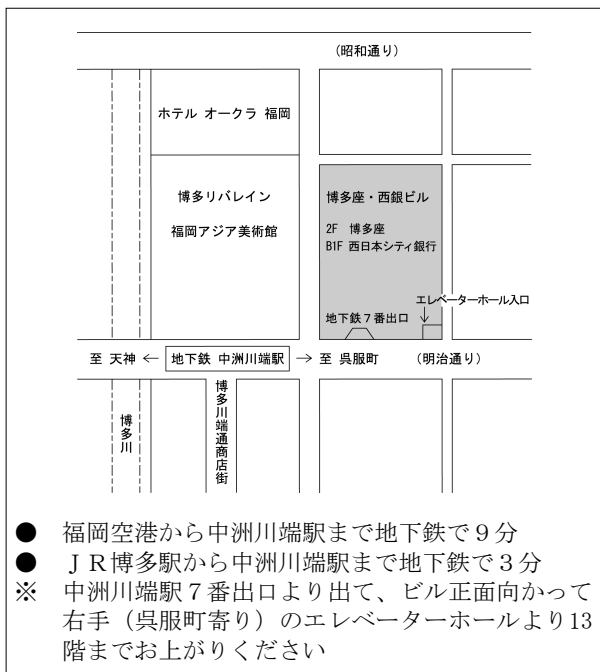 (昭和通り)
ホテル オークラ 福岡
博多リバレイン
福岡アジア美術館
博多座・西銀ビル
2F 博多座
B1F 西日本シティ銀行
エレベーターホール入口
地下鉄7番出口
至 天神 ← 地下鉄 中洲川端駅 → 至 呉服町 (明治通り)
博多川
博多川端通商店街
● 福岡空港から中洲川端駅まで地下鉄で9分
● JR博多駅から中洲川端駅まで地下鉄で3分
※ 中洲川端駅7番出口より出て、ビル正面向かって
右手(呉服町寄り)のエレベーターホールより13
階までお上がりください